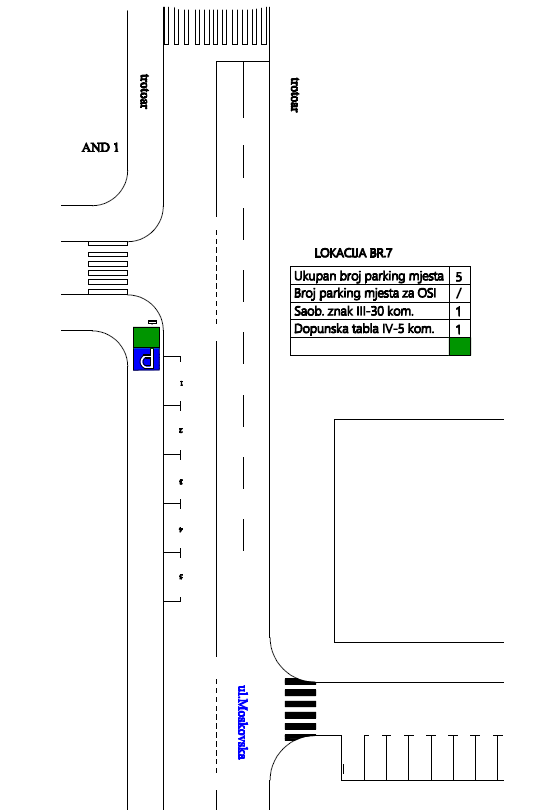 trotoar
trotoar
AND 1
LOKACIJA BR.7
Ukupan broj parking mjesta 5
Broj parking mjesta za OSI /
Saob. znak III-30 kom. 1
Dopunska tabla IV-5 kom. 1
P
1
2
3
4
5
ul.Moskovska